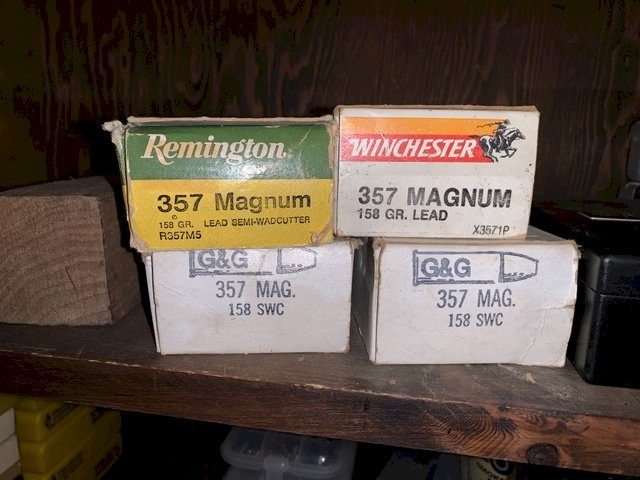 Remington
357 Magnum
158 GR. LEAD SEMI-WADCUTTER
R357M5
WINCHESTER
357 MAGNUM
158 GR. LEAD
X3571P
G&G
357 MAG.
158 SWC
G&G
357 MAG.
158 SWC